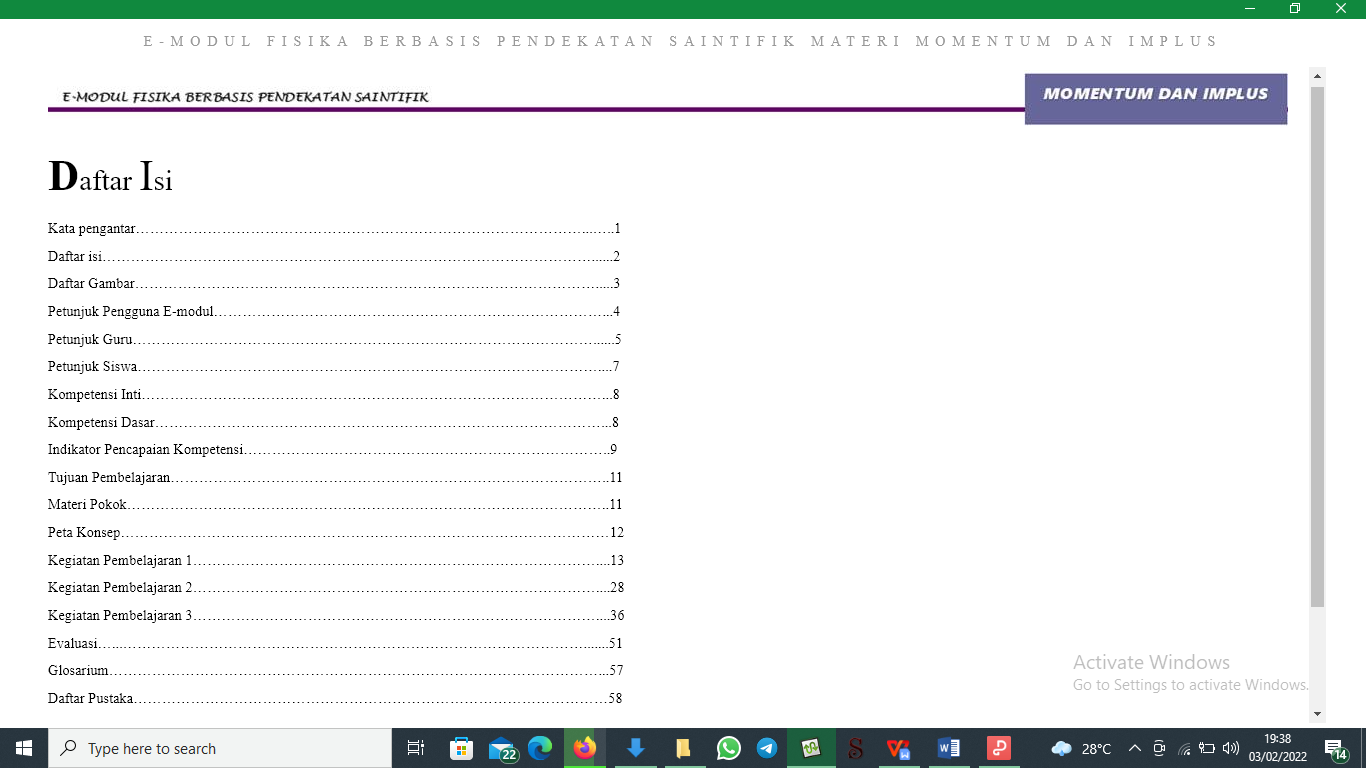 E-MODUL FISIKA BERBASIS PENDEKATAN SAINTIFIK MATERI MOMENTUM DAN IMPLUS
E-MODUL FISIKA BERBASIS PENDEKATAN SAINTIFIK
MOMENTUM DAN IMPLUS
Daftar Isi
Kata pengantar……………………………………………………………………………………...…..1
Daftar isi……………………………………………………………………………………………......2
Daftar Gambar……………………………………………………………………………………….....3
Petunjuk Pengguna E-modul…………………………………………………………………………...4
Petunjuk Guru……………………………………………………………………………………….....5
Petunjuk Siswa………………………………………………………………………………………...7
Kompetensi Inti………………………………………………………………………………………..8
Kompetensi Dasar……………………………………………………………………………………..8
Indikator Pencapaian Kompetensi…………………………………………………………………..9
Tujuan Pembelajaran………………………………………………………………………………….11
Materi Pokok………………………………………………………………………………………….11
Peta Konsep……………………………………………………………………………………………12
Kegiatan Pembelajaran 1……………………………………………………………………………...13
Kegiatan Pembelajaran 2……………………………………………………………………………...28
Kegiatan Pembelajaran 3……………………………………………………………………………...36
Evaluasi…...……………………………………………………………………………………….......51
Glosarium……………………………………………………………………………………………...57
Daftar Pustaka…………………………………………………………………………………………58
Activate Windows
Go to Settings to activate Windows.
Type here to search
22
28°C
19:38
03/02/2022
14